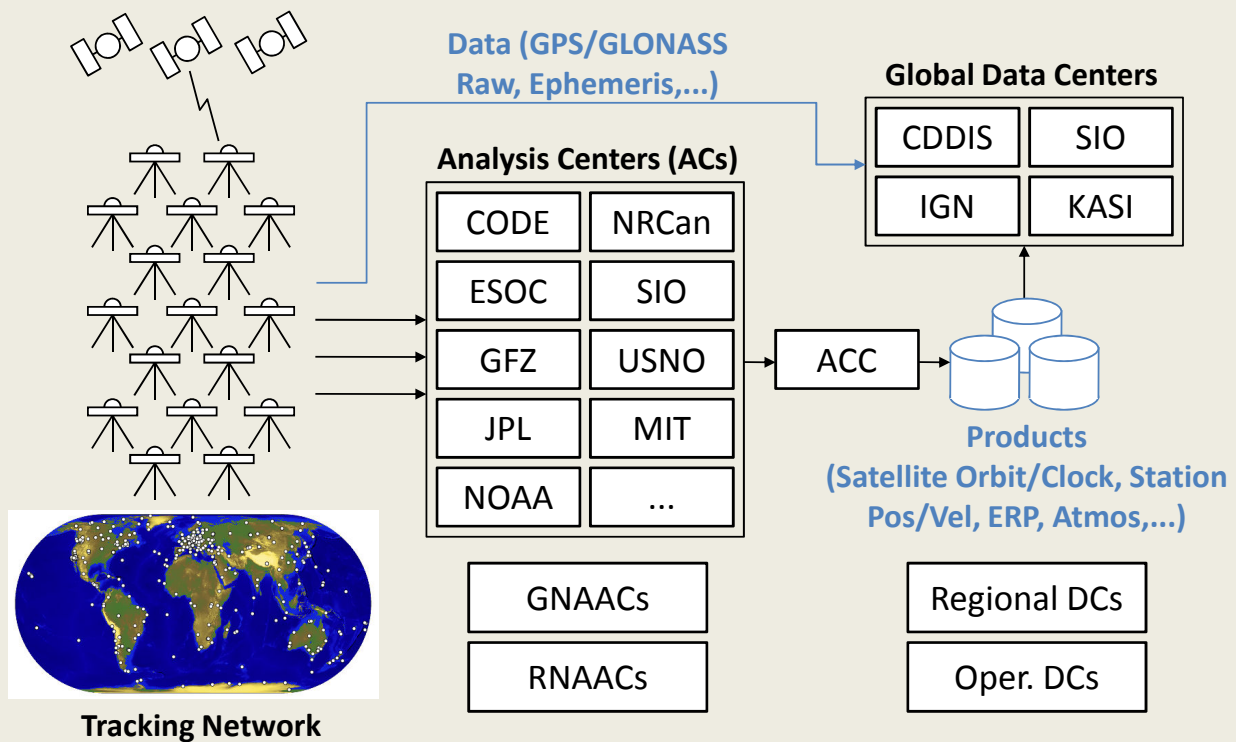 Data (GPS/GLONASS
Raw, Ephemeris,...)
Global Data Centers
CDDIS
SIO
IGN
KASI
Analysis Centers (ACs)
CODE
NRCan
ESOC
SIO
GFZ
USNO
JPL
MIT
NOAA
...
ACC
Products
(Satellite Orbit/Clock, Station
Pos/Vel, ERP, Atmos,...)
GNAACs
RNAACs
Regional DCs
Oper. DCs
Tracking Network